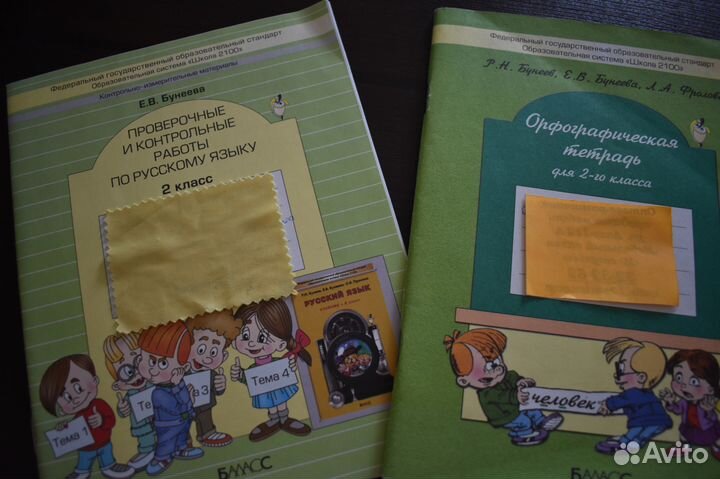 Федеральный государственный образовательный стандарт
Образовательная система «Школа 2100»
Контрольно-измерительные материалы
Е.В. Бунеева
ПРОВЕРОЧНЫЕ
И КОНТРОЛЬНЫЕ
РАБОТЫ
ПО РУССКОМУ ЯЗЫКУ
2 класс
РУССКИЙ ЯЗЫК
Тема 1
Те
а 3
Тема 4
БАЛАСС
Федеральный государственный образовательный стандарт
Образовательная система «Школа 2100»
Р.Н. Бунеев, Е.В. Бунеева, Л.А. Фролова
Орфографическая
тетрадь
для 2-го класса
человек
БАЛАСС
Avito